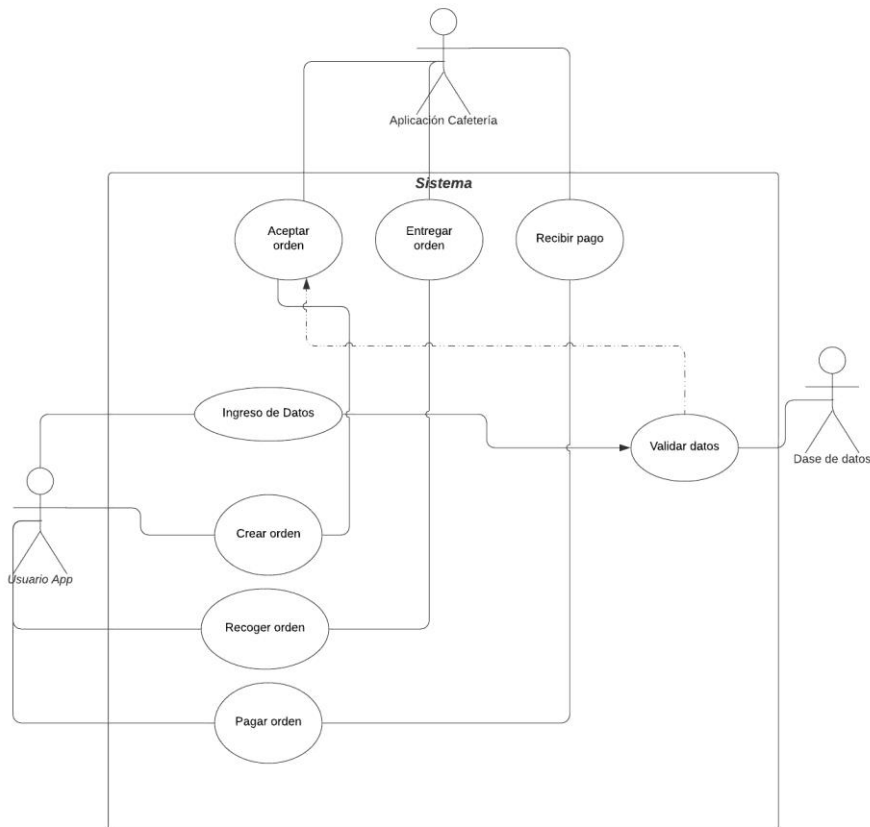 Aplicación Cafetería
Sistema
Aceptar
orden
Entregar
orden
Recibir pago
Ingreso de Datos
Validar datos
Dase de datos
Crear orden
Usuario App
Recoger orden
Pagar orden